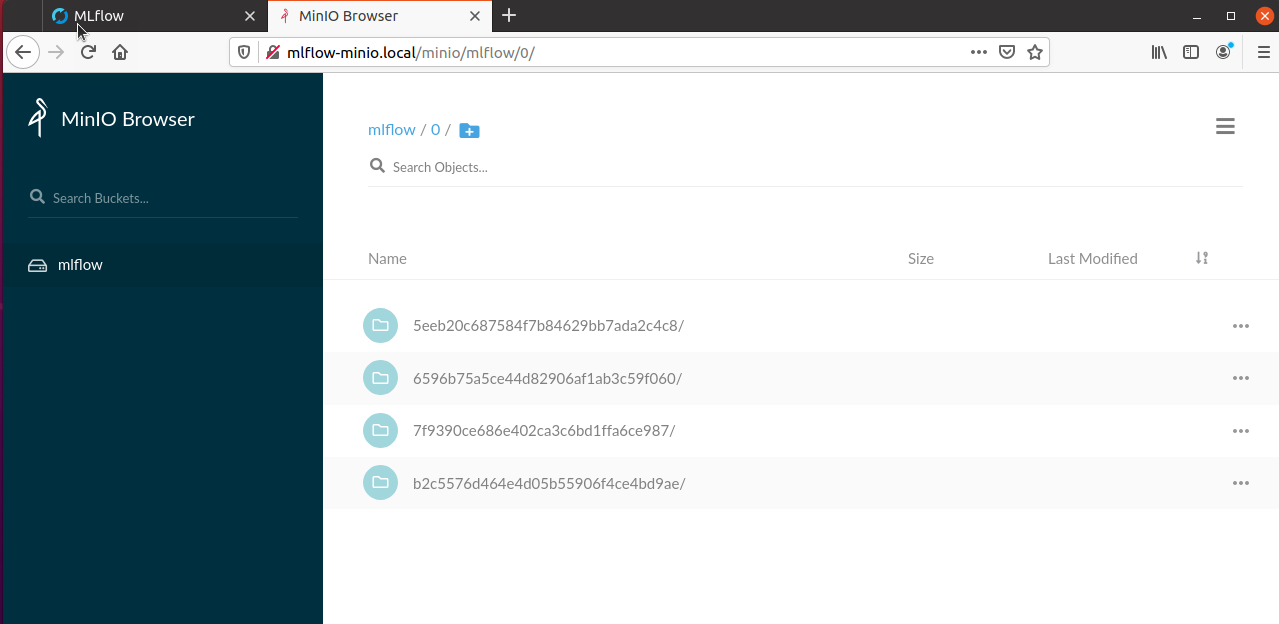 MLflow
MinIO Browser
mlflow-minio.local/minio/mlflow/0/
MinIO Browser
mlflow / 0 /
Search Objects...
Search Buckets...
mlflow
Name Size Last Modified
5eeb20c687584f7b84629bb7ada2c4c8/
6596b75a5ce44d82906af1ab3c59f060/
7f9390ce686e402ca3c6bd1ffa6ce987/
b2c5576d464e4d05b55906f4ce4bd9ae/